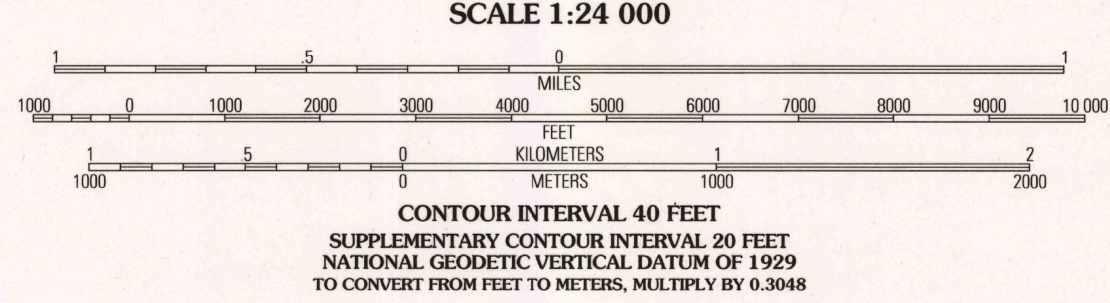 SCALE 1:24 000
1 .5 0 1
MILES
1000 0 1000 2000 3000 4000 5000 6000 7000 8000 9000 10 000
FEET
1 .5 0 KILOMETERS 1 2
1000 0 METERS 1000 2000
CONTOUR INTERVAL 40 FEET
SUPPLEMENTARY CONTOUR INTERVAL 20 FEET
NATIONAL GEODETIC VERTICAL DATUM OF 1929
TO CONVERT FROM FEET TO METERS, MULTIPLY BY 0.3048